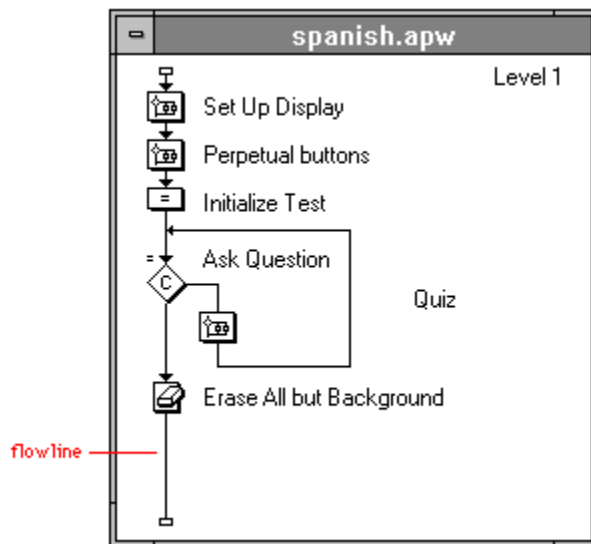 spanish.apw
Level 1
Set Up Display
Perpetual buttons
=
Initialize Test
=
Ask Question
C
Quiz
Erase All but Background
flowline